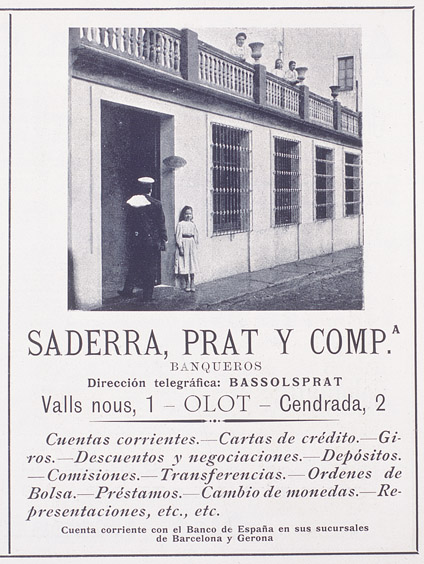 SADERRA, PRAT Y COMP.ᴬ
BANQUEROS
Dirección telegráfica: BASSOLSPRAT
Valls nous, 1 – OLOT – Cendrada, 2
Cuentas corrientes.—Cartas de crédito.—Gi-
ros.—Descuentos y negociaciones.—Depósitos.
—Comisiones.—Transferencias.—Ordenes de
Bolsa.—Préstamos.—Cambio de monedas.—Re-
presentaciones, etc., etc.
Cuenta corriente con el Banco de España en sus sucursales
de Barcelona y Gerona